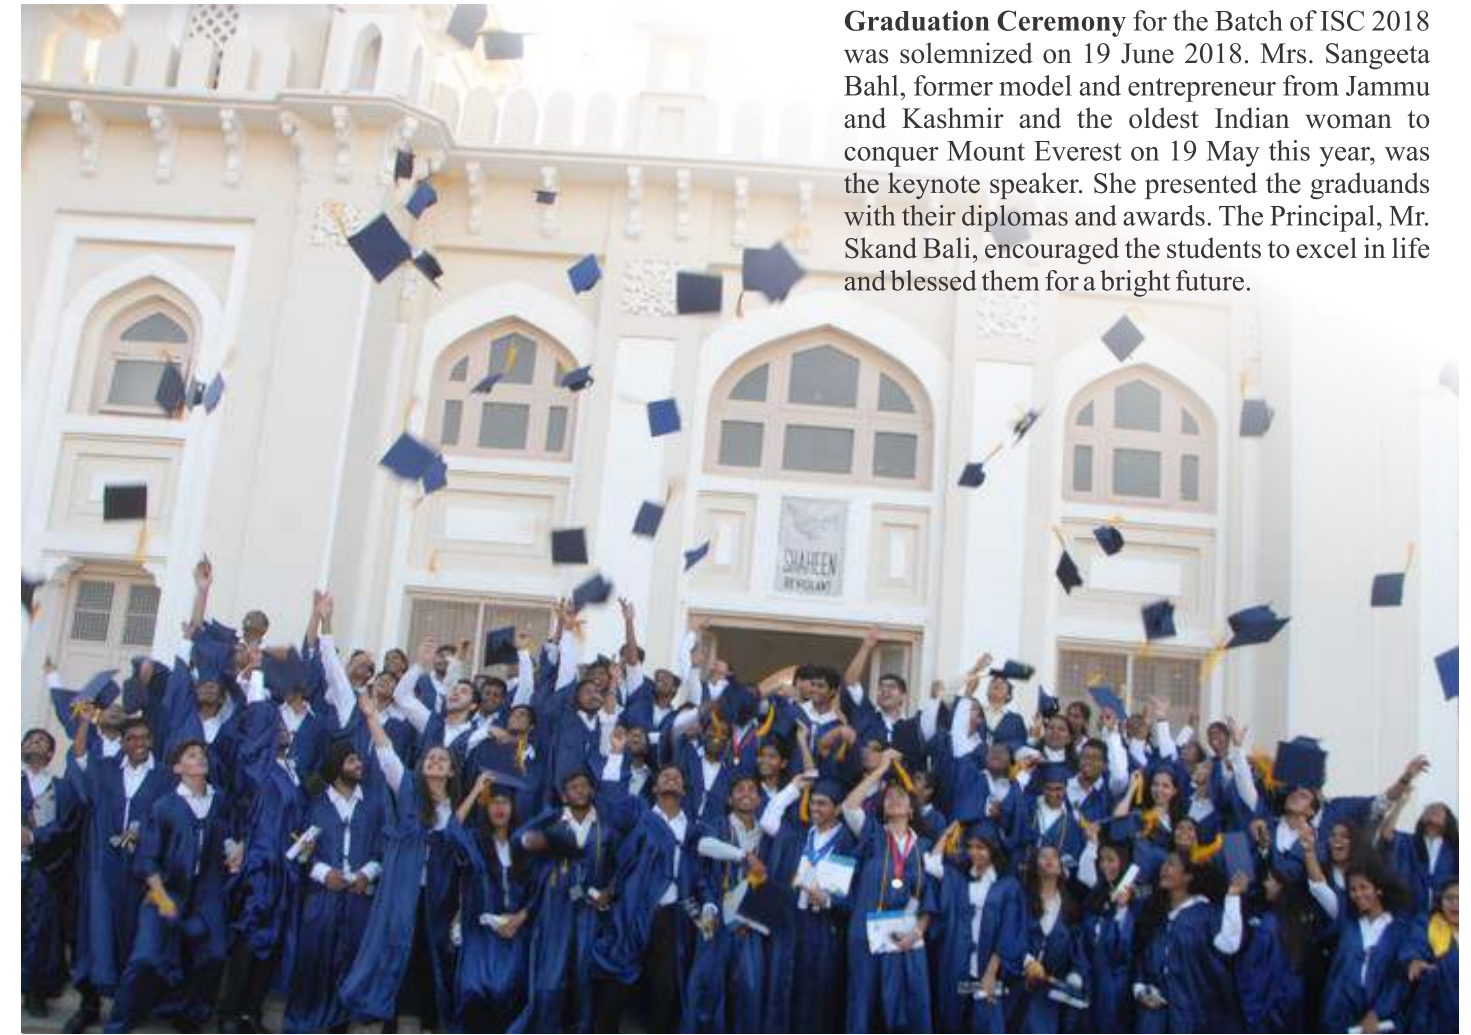 Graduation Ceremony for the Batch of ISC 2018
was solemnized on 19 June 2018. Mrs. Sangeeta
Bahl, former model and entrepreneur from Jammu
and Kashmir and the oldest Indian woman to
conquer Mount Everest on 19 May this year, was
the keynote speaker. She presented the graduands
with their diplomas and awards. The Principal, Mr.
Skand Bali, encouraged the students to excel in life
and blessed them for a bright future.
SHAHEEN
BE VIGILANT